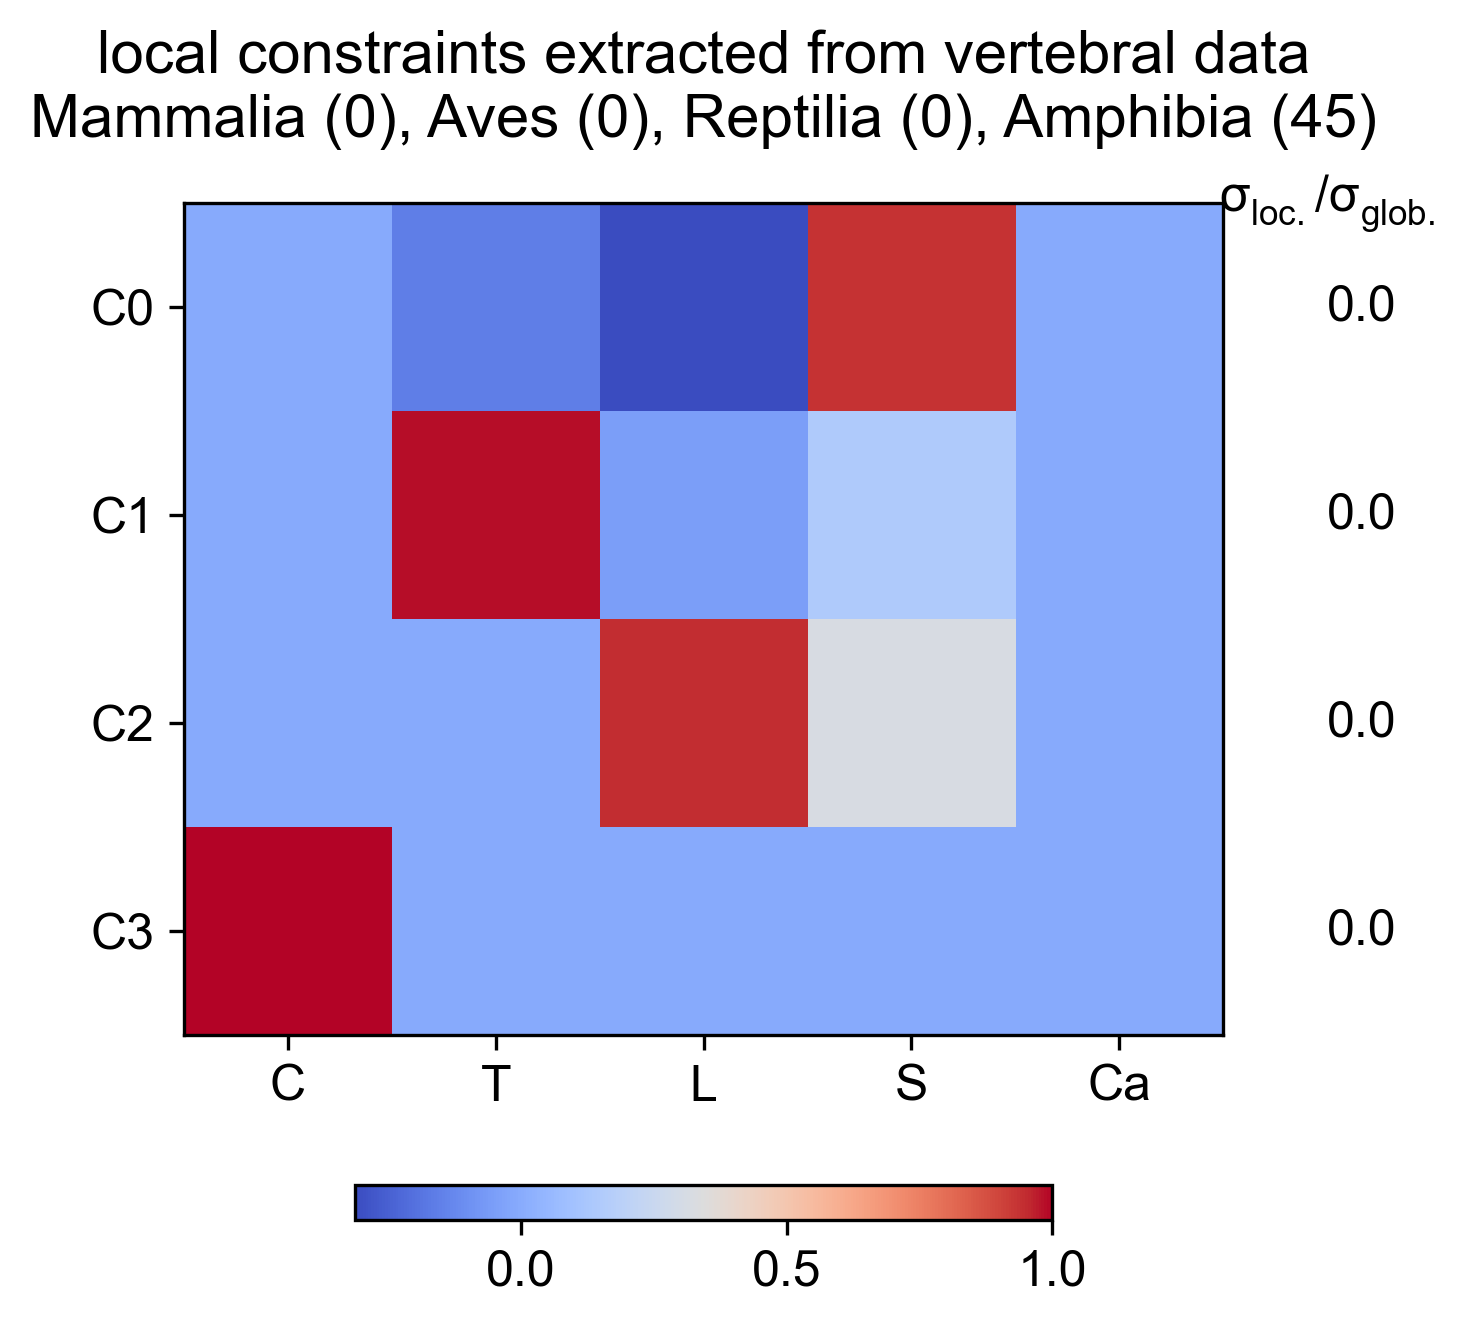 local constraints extracted from vertebral data
Mammalia (0), Aves (0), Reptilia (0), Amphibia (45)
σloc. /σglob.
C0 0.0
C1 0.0
C2 0.0
C3 0.0
C T L S Ca
0.0 0.5 1.0